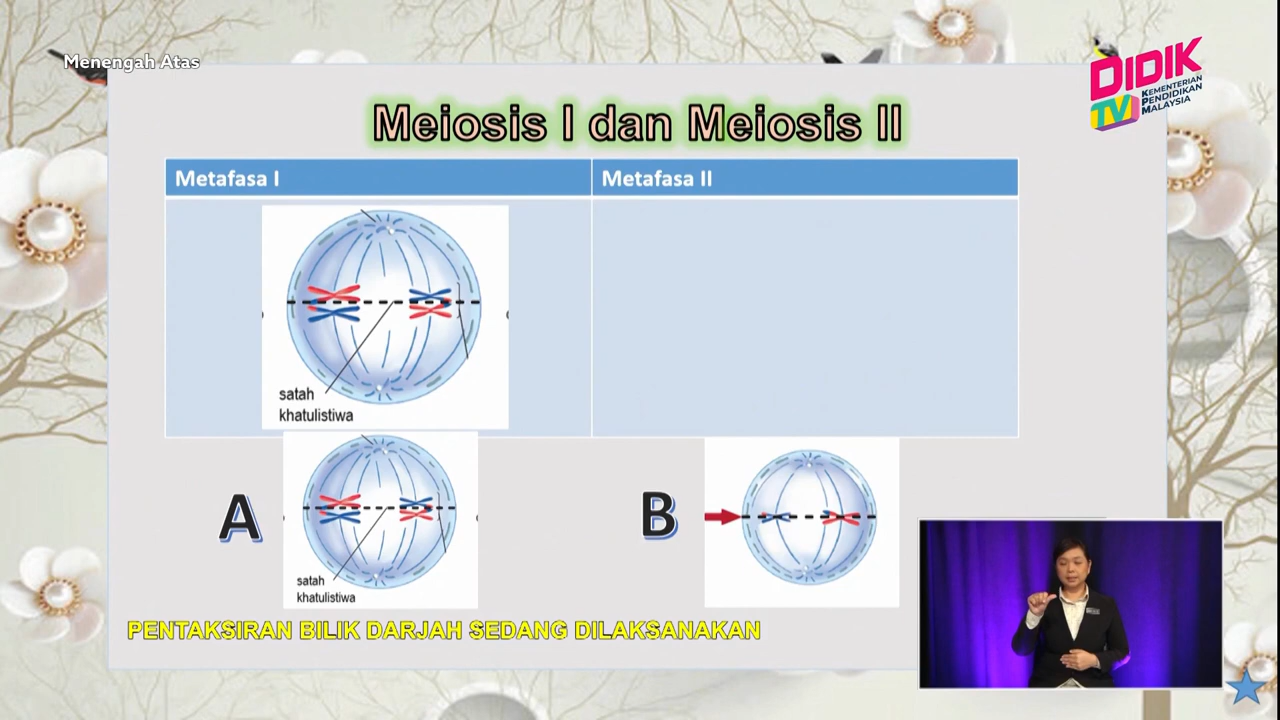 Menengah Atas
DIDIK
TV
KEMENTERIAN
PENDIDIKAN
MALAYSIA
Meiosis I dan Meiosis II
Metafasa I
Metafasa II
satah
khatulistiwa
A
satah
khatulistiwa
B
PENTAKSIRAN BILIK DARJAH SEDANG DILAKSANAKAN